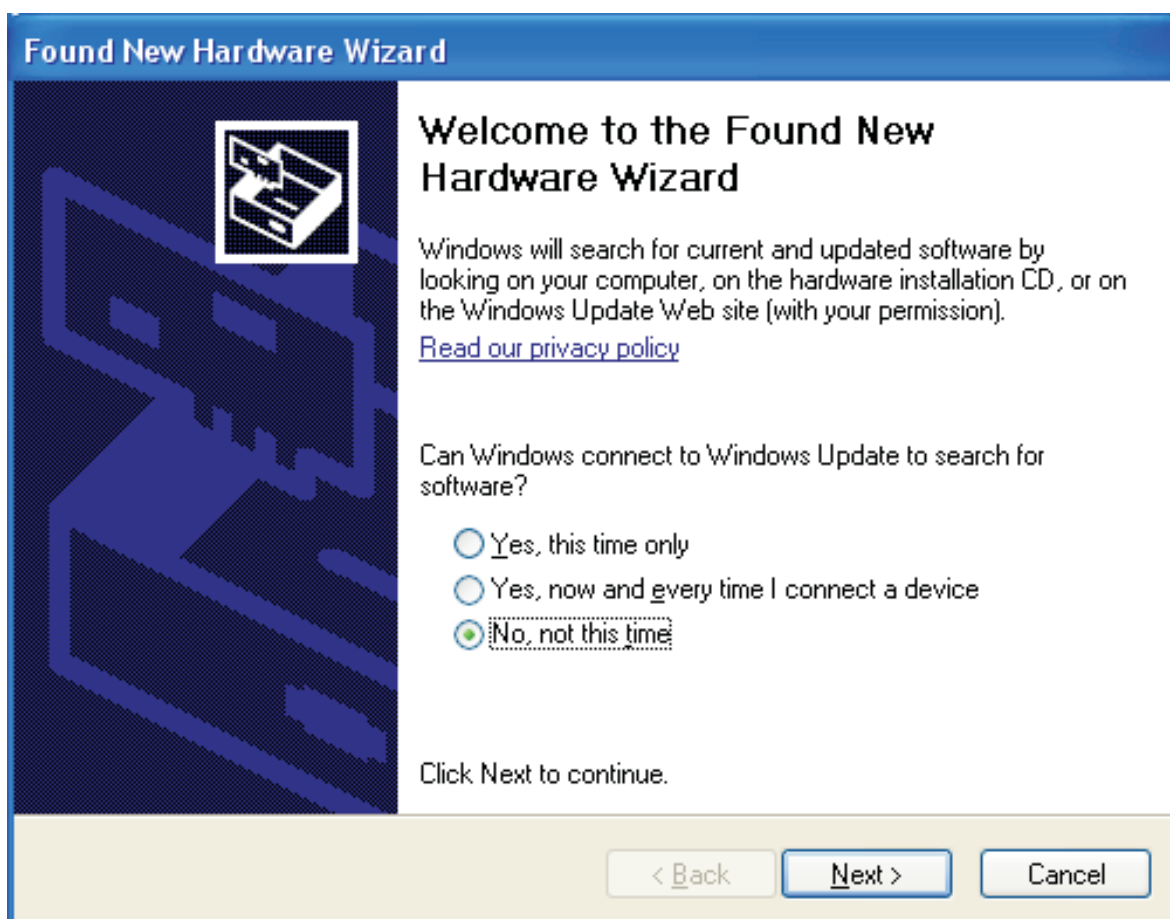 Found New Hardware Wizard
Welcome to the Found New
Hardware Wizard
Windows will search for current and updated software by
looking on your computer, on the hardware installation CD, or on
the Windows Update Web site (with your permission).
Read our privacy policy
Can Windows connect to Windows Update to search for
software?
Yes, this time only
Yes, now and every time I connect a device
No, not this time
Click Next to continue.
< Back
Next >
Cancel